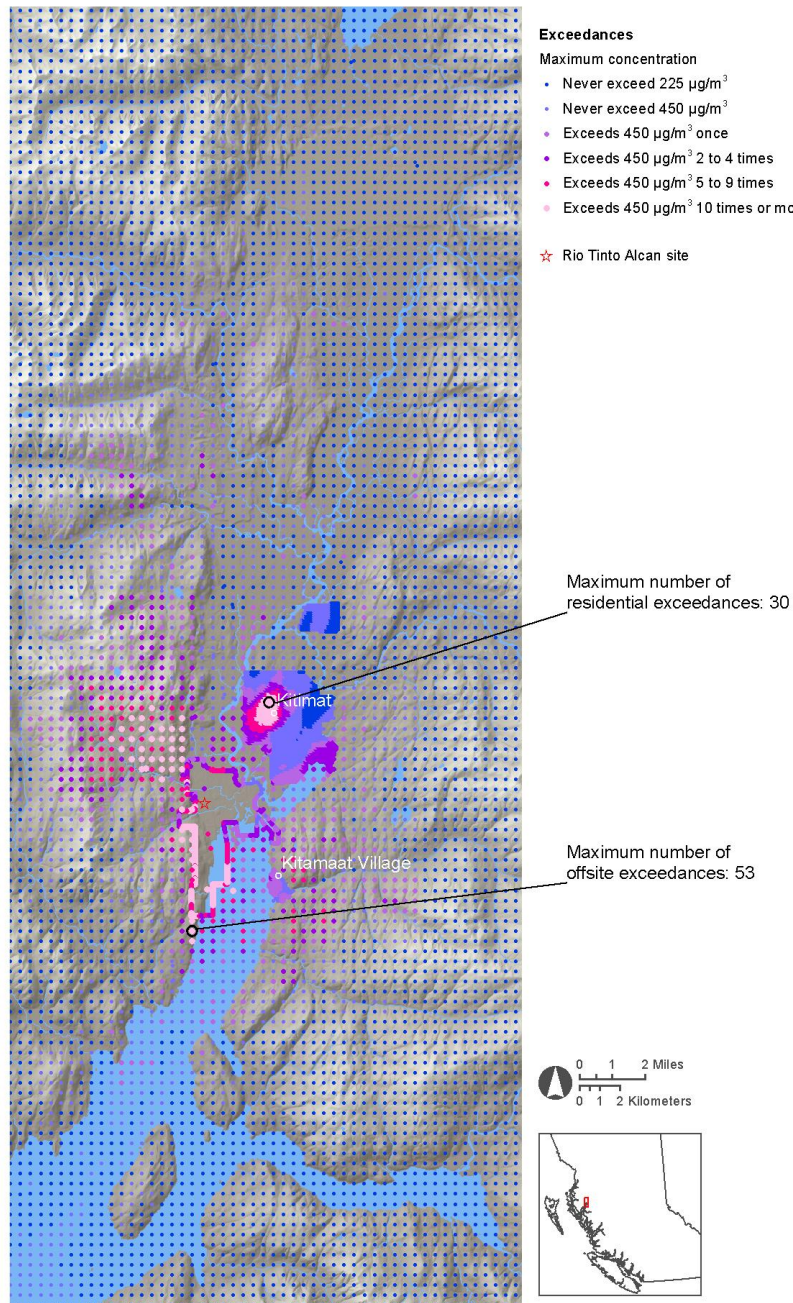 Exceedances
Maximum concentration
Never exceed 225 µg/m³
Never exceed 450 µg/m³
Exceeds 450 µg/m³ once
Exceeds 450 µg/m³ 2 to 4 times
Exceeds 450 µg/m³ 5 to 9 times
Exceeds 450 µg/m³ 10 times or mo
Rio Tinto Alcan site
Maximum number of
residential exceedances: 30
Kitimat
Maximum number of
offsite exceedances: 53
Kitamaat Village
0 1 2 Miles
0 1 2 Kilometers